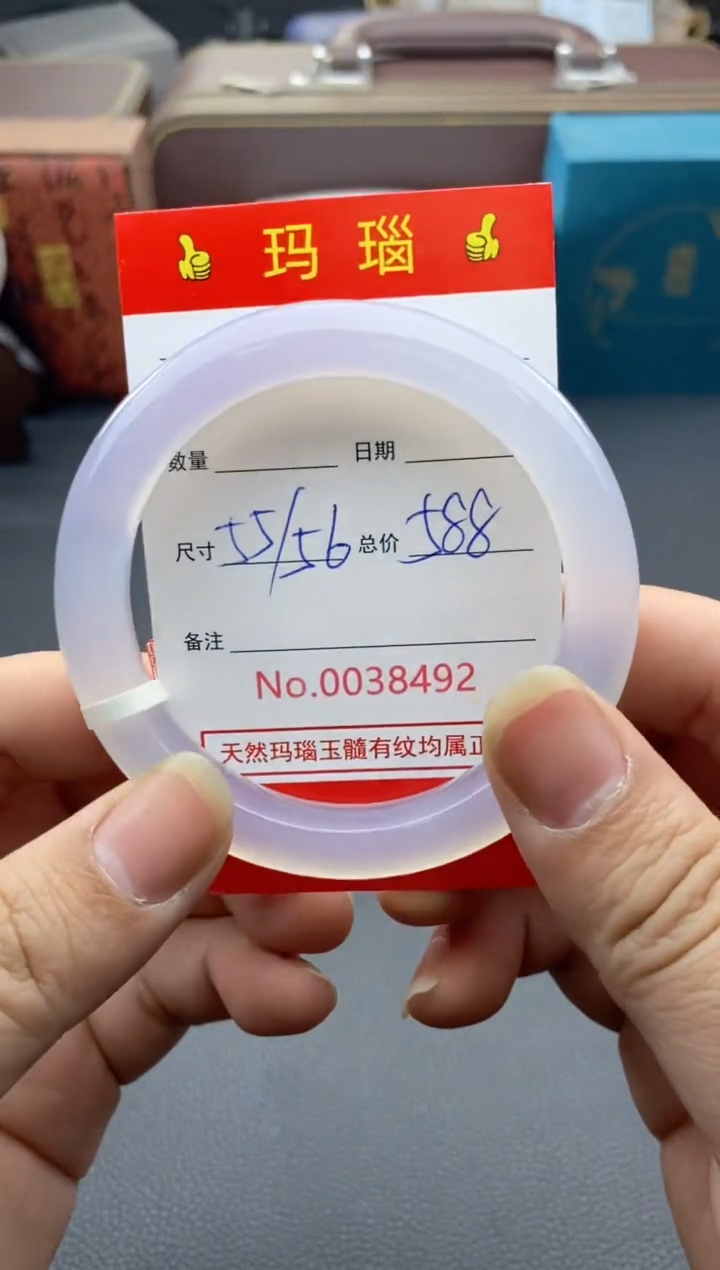 玛瑙
数量 日期
尺寸 55/56 总价 588
备注
No.0038492
天然玛瑙玉髓有纹均属正